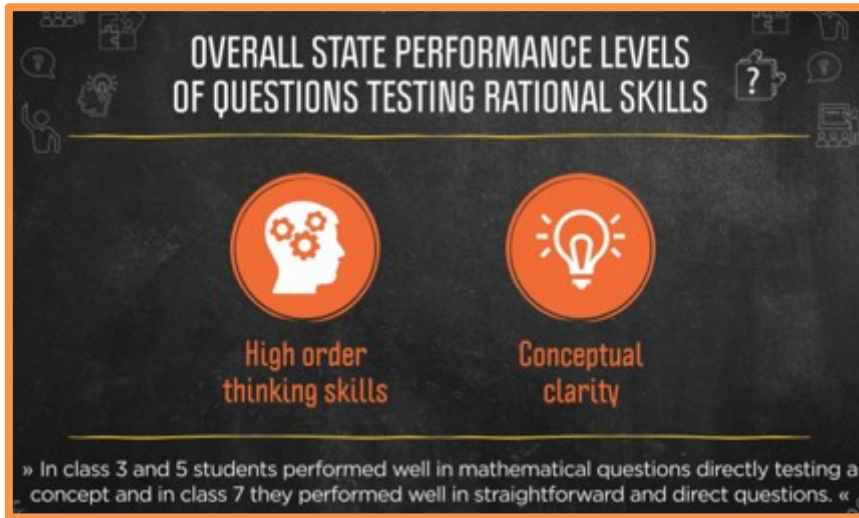 OVERALL STATE PERFORMANCE LEVELS
OF QUESTIONS TESTING RATIONAL SKILLS
?
?
?
High order
thinking skills
Conceptual
clarity
» In class 3 and 5 students performed well in mathematical questions directly testing a
concept and in class 7 they performed well in straightforward and direct questions. «